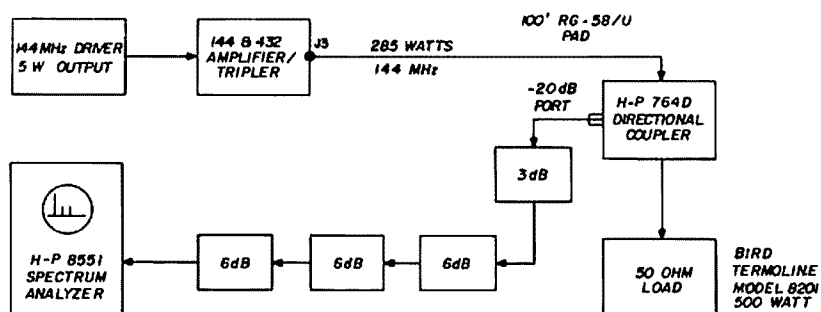 144MHz DRIVER
5 W OUTPUT
144 & 432
AMPLIFIER/
TRIPLER
J3
285 WATTS
144 MHz
100' RG-58/U
PAD
-20dB
PORT
H-P 764D
DIRECTIONAL
COUPLER
3dB
H-P 8551
SPECTRUM
ANALYZER
6dB
6dB
6dB
50 OHM
LOAD
BIRD
TERMOLINE
MODEL 8201
500 WATT